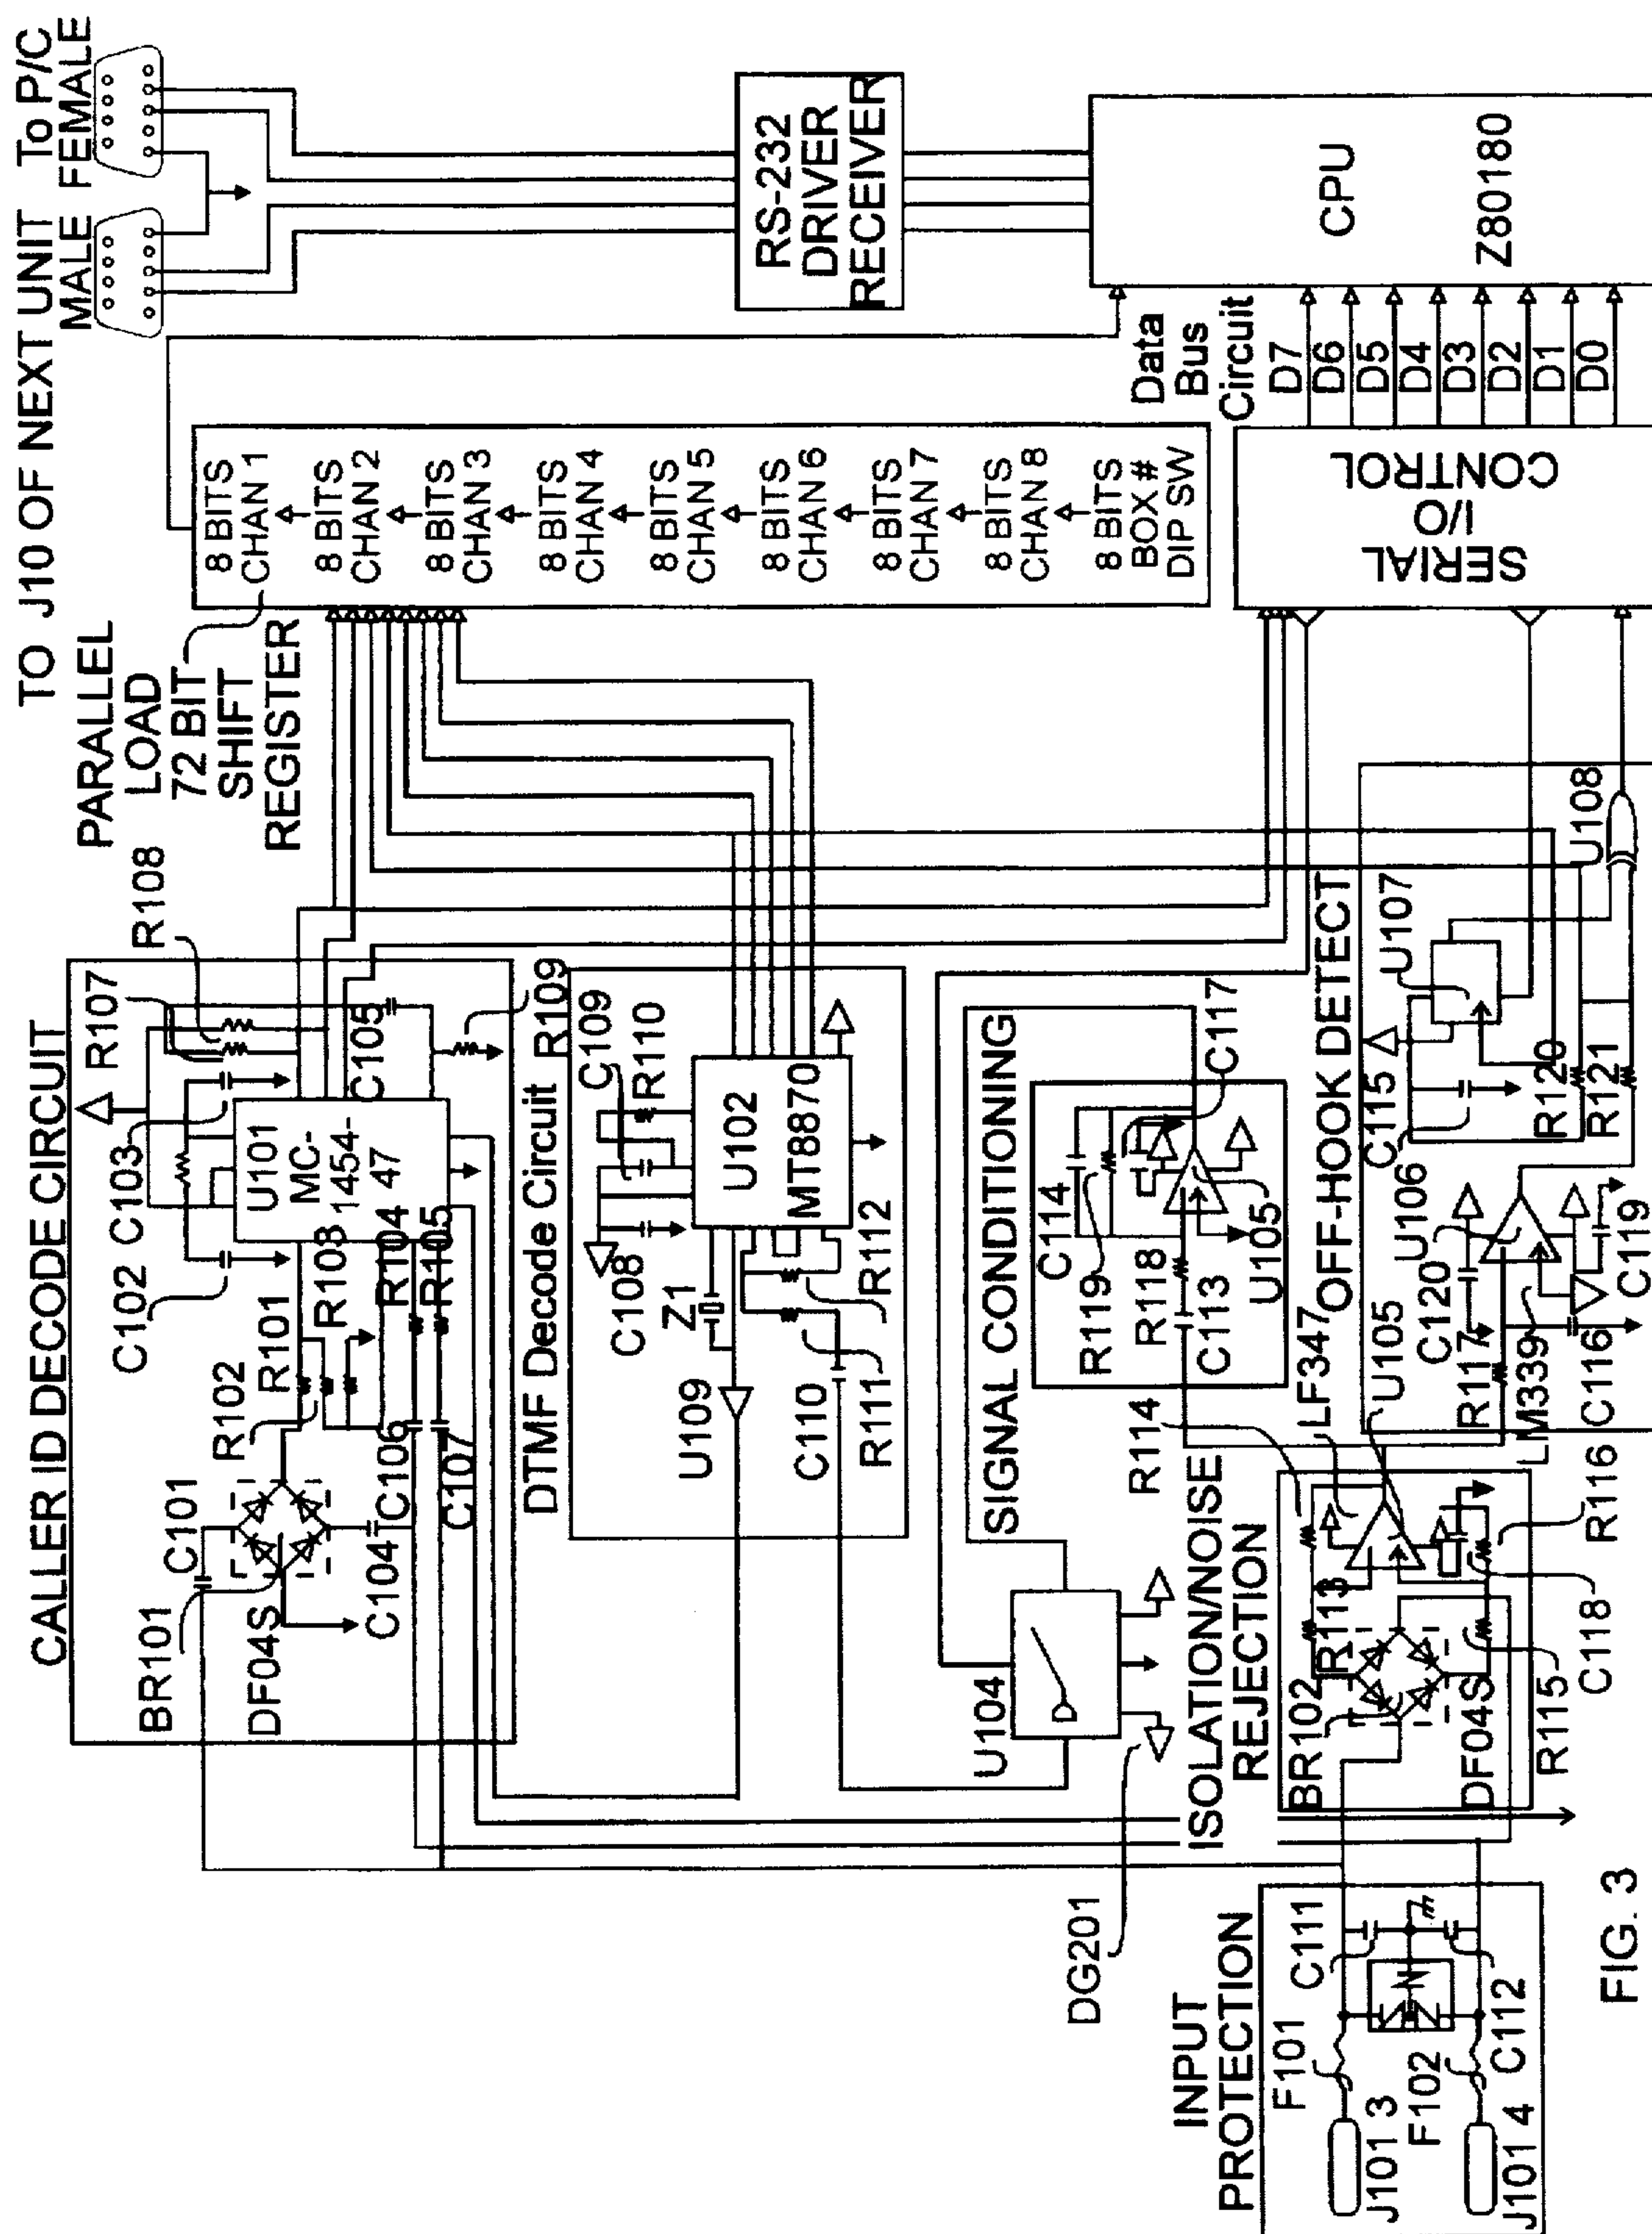 TO J10 OF NEXT UNIT
MALE
To P/C
FEMALE
PARALLEL
LOAD
72 BIT
SHIFT
REGISTER
8 BITS
CHAN 1
8 BITS
CHAN 2
8 BITS
CHAN 3
8 BITS
CHAN 4
8 BITS
CHAN 5
8 BITS
CHAN 6
8 BITS
CHAN 7
8 BITS
CHAN 8
8 BITS
BOX #
DIP SW
RS-232
DRIVER
RECEIVER
CPU
Z80180
Data
Bus
Circuit
D7
D6
D5
D4
D3
D2
D1
D0
SERIAL
I/O
CONTROL
CALLER ID DECODE CIRCUIT
R107
R108
C103
C102
U101
MC-
1454-
47
C105
R109
R101
R102
R103
R104
R105
C101
BR101
DF04S
C104
C106
C107
DTMF Decode Circuit
C109
R110
U102
MT8870
C108
Z1
R112
U109
C110
R111
SIGNAL CONDITIONING
C114
R119
R118
C113
C117
U105
U104
DG201
ISOLATION/NOISE
REJECTION
R114
LF347
U105
R113
BR102
DF04S
R115
C118
R116
OFF-HOOK DETECT
U107
U108
C115
R120
R121
U106
C120
R117
LM339
C116
C119
INPUT
PROTECTION
F101
C111
J101 3
F102
C112
J101 4
FIG. 3